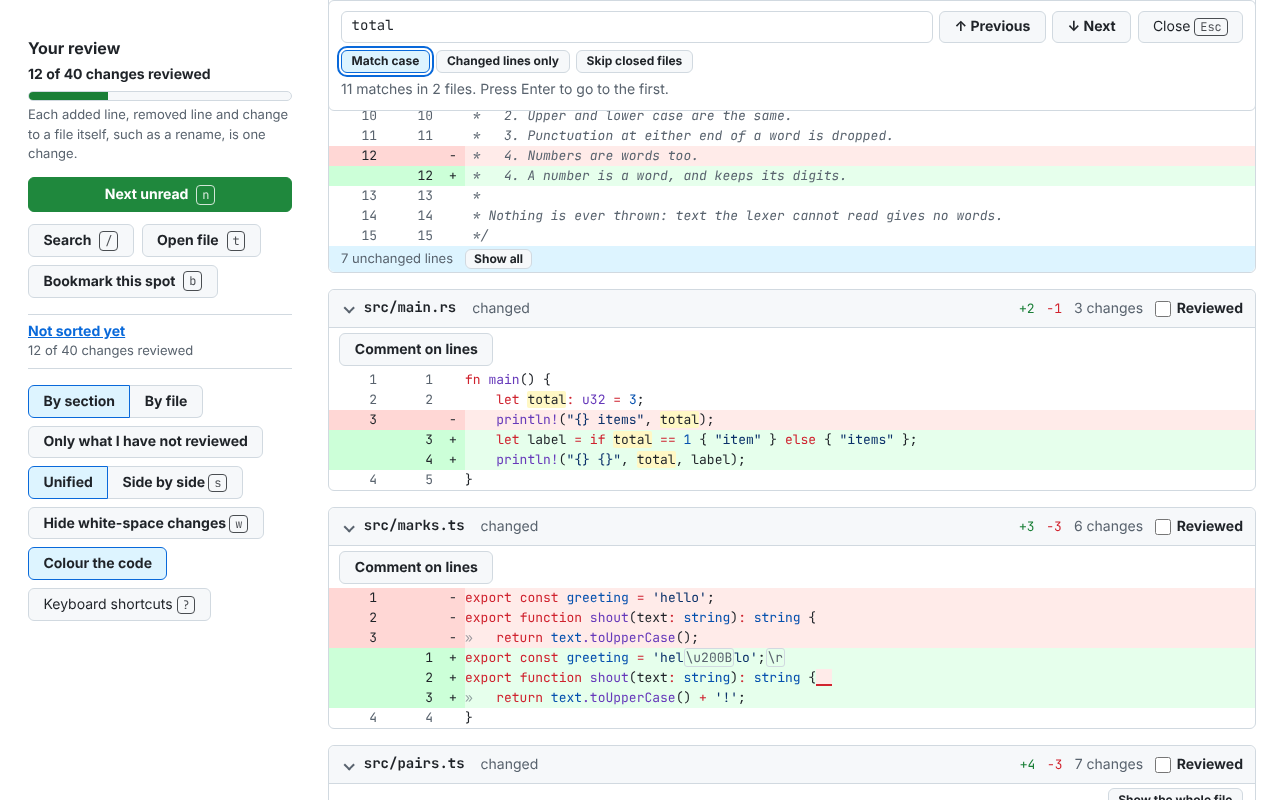 Your review
12 of 40 changes reviewed
Each added line, removed line and change
to a file itself, such as a rename, is one
change.
Next unread n
Search / Open file t
Bookmark this spot b
Not sorted yet
12 of 40 changes reviewed
By section By file
Only what I have not reviewed
Unified Side by side s
Hide white-space changes w
Colour the code
Keyboard shortcuts ?
total
↑ Previous ↓ Next Close Esc
Match case Changed lines only Skip closed files
11 matches in 2 files. Press Enter to go to the first.
10 10 * 2. Upper and lower case are the same.
11 11 * 3. Punctuation at either end of a word is dropped.
12 - * 4. Numbers are words too.
12 + * 4. A number is a word, and keeps its digits.
13 13 *
14 14 * Nothing is ever thrown: text the lexer cannot read gives no words.
15 15 */
7 unchanged lines Show all
src/main.rs changed +2 -1 3 changes Reviewed
Comment on lines
1 1 fn main() {
2 2 let total: u32 = 3;
3 - println!("{} items", total);
3 + let label = if total == 1 { "item" } else { "items" };
4 + println!("{} {}", total, label);
4 5 }
src/marks.ts changed +3 -3 6 changes Reviewed
Comment on lines
1 - export const greeting = 'hello';
2 - export function shout(text: string): string {
3 - » return text.toUpperCase();
1 + export const greeting = 'hel\u200Blo';\r
2 + export function shout(text: string): string {
3 + » return text.toUpperCase() + '!';
4 4 }
src/pairs.ts changed +4 -3 7 changes Reviewed
Show the whole file